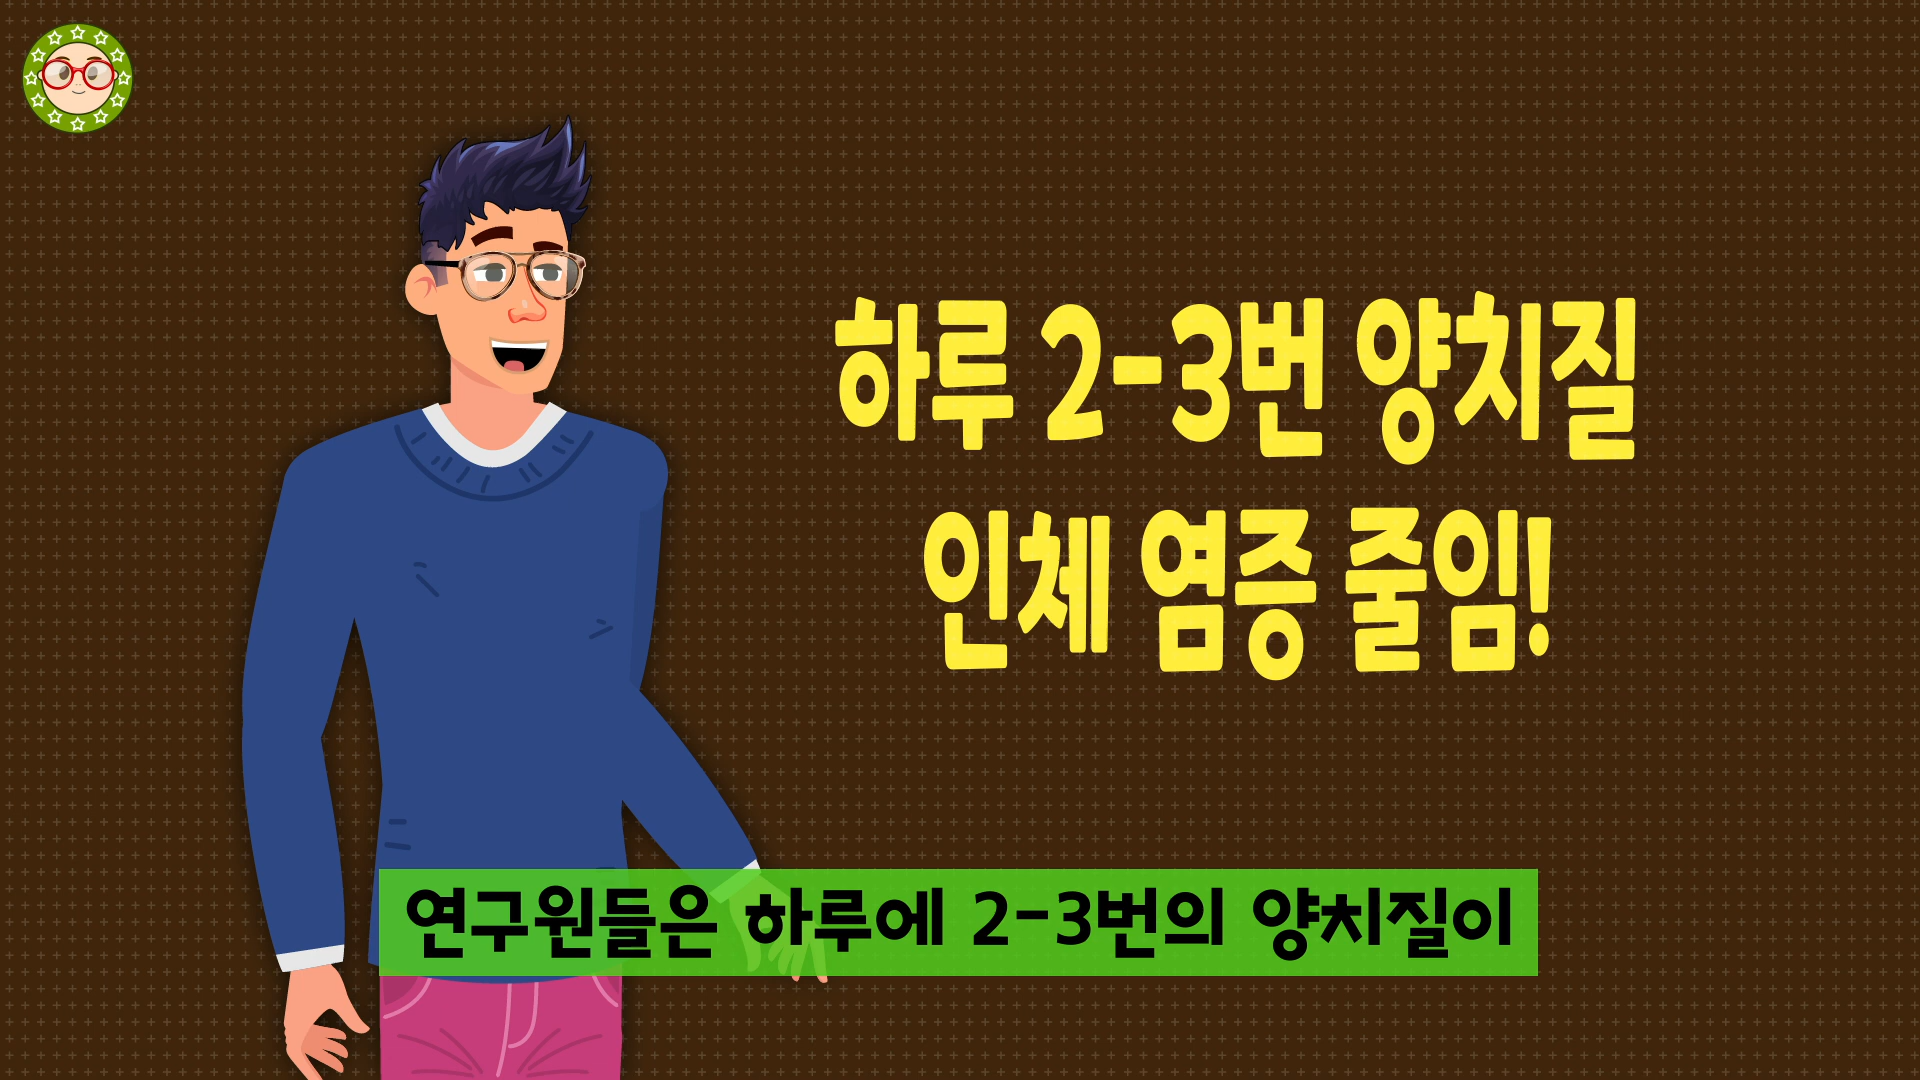 하루 2-3번 양치질
인체 염증 줄임!
연구원들은 하루에 2-3번의 양치질이